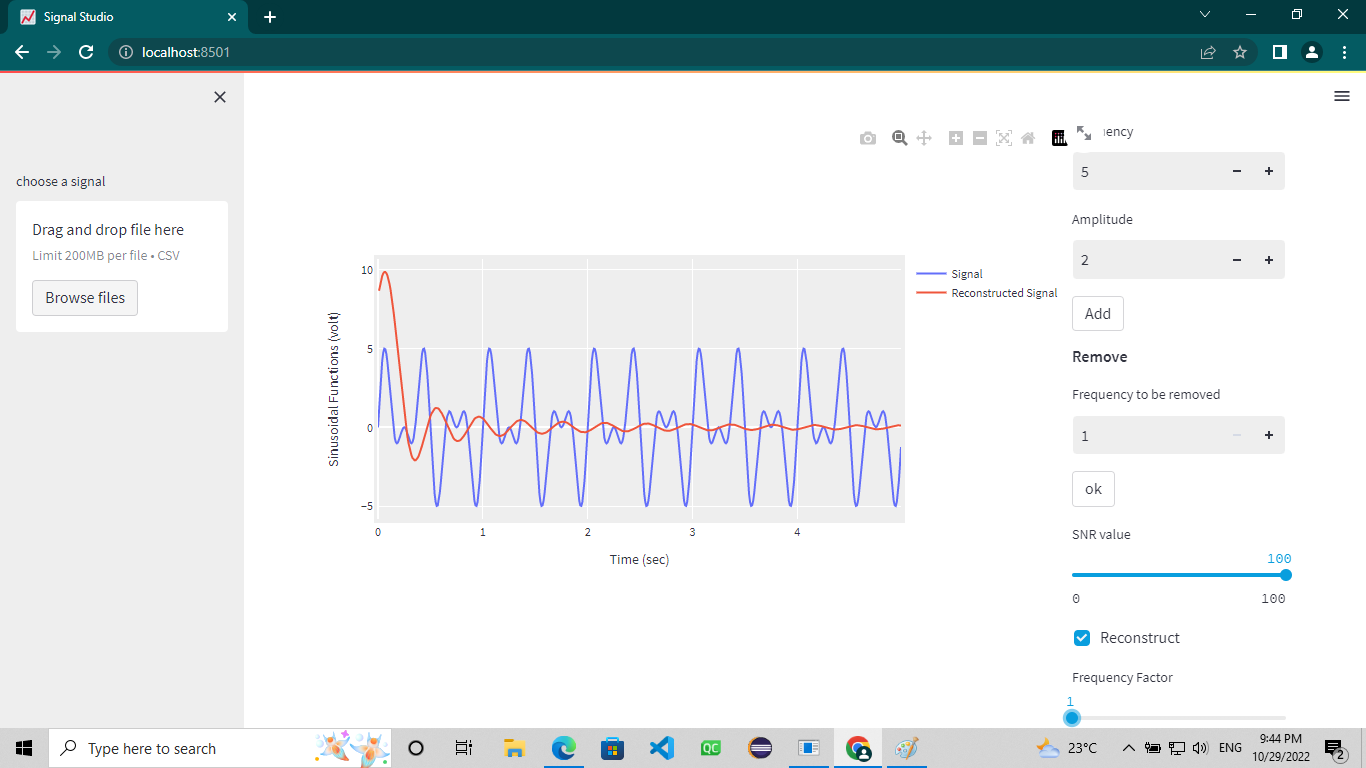 Signal Studio
localhost:8501
choose a signal
Drag and drop file here
Limit 200MB per file • CSV
Browse files
10
5
0
−5
0
1
2
3
4
Sinusoidal Functions (volt)
Time (sec)
Signal
Reconstructed Signal
5
Amplitude
2
Add
Remove
Frequency to be removed
1
ok
SNR value
100
0
100
Reconstruct
Frequency Factor
1
Type here to search
QC
23°C
ENG
9:44 PM
10/29/2022
2